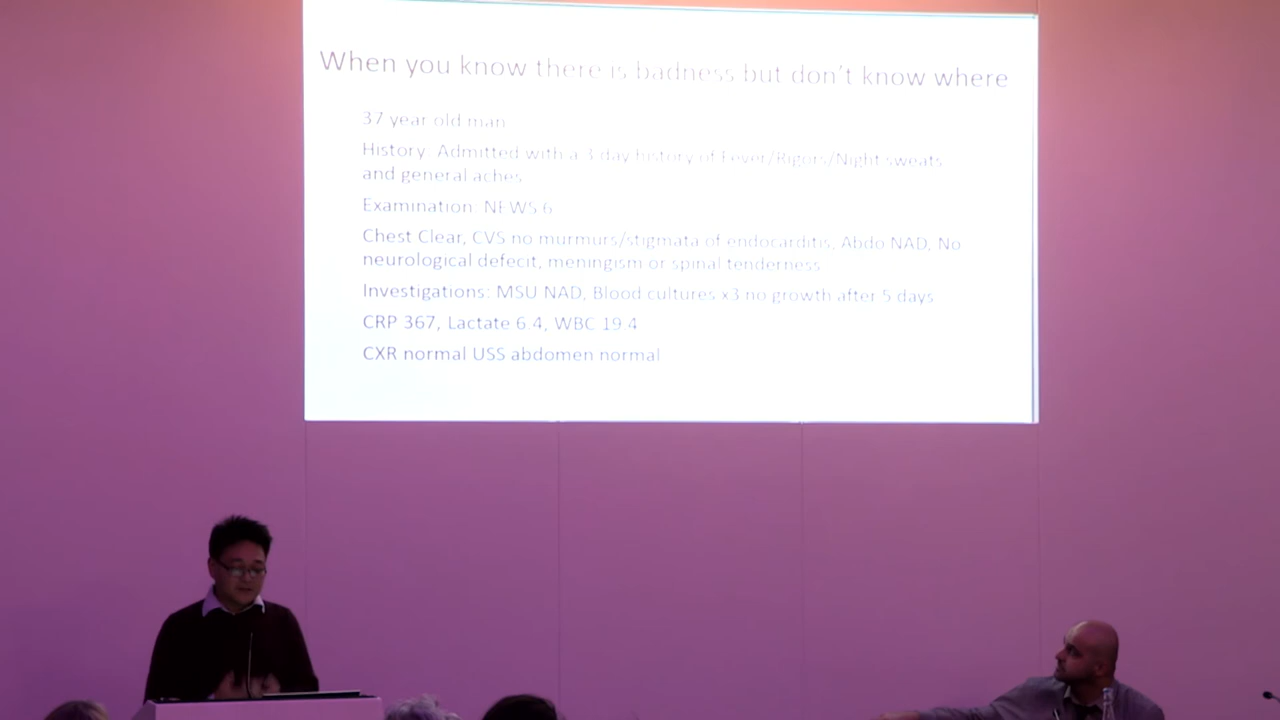 When you know there is badness but don't know where
37 year old man
History Admitted with a 3 day history of Fever/Rigors/Night sweats
and general aches
Examination: NEWS 6
Chest Clear, CVS no murmurs/stigmata of endocarditis, Abdo NAD, No
neurological defecit, meningism or spinal tenderness
Investigations: MSU NAD, Blood cultures x3 no growth after 5 days
CRP 367, Lactate 6.4, WBC 19.4
CXR normal USS abdomen normal